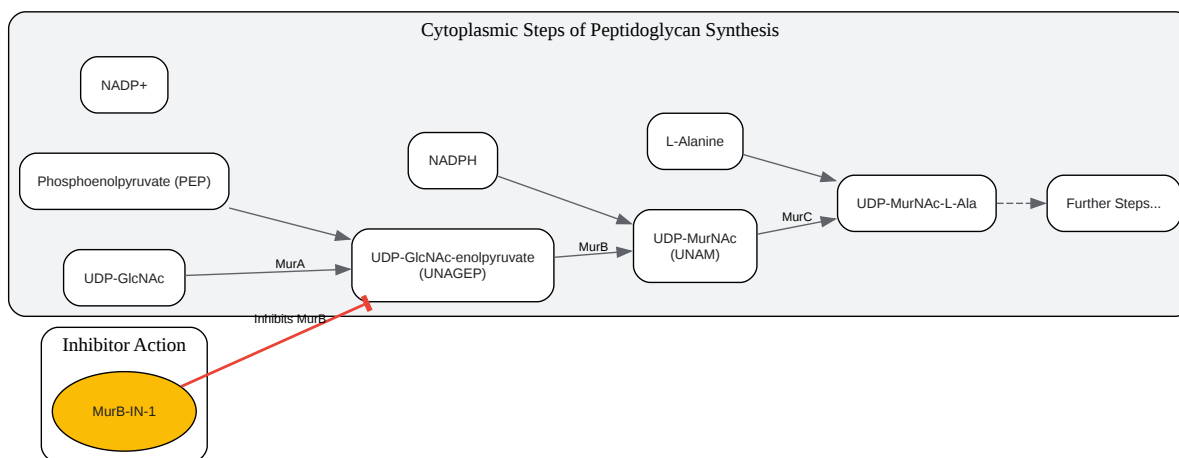 Cytoplasmic Steps of Peptidoglycan Synthesis
NADP+
L-Alanine
NADPH
Phosphoenolpyruvate (PEP)
UDP-MurNAc-L-Ala
Further Steps...
MurC
UDP-MurNAc
(UNAM)
MurB
UDP-GlcNAc-enolpyruvate
(UNAGEP)
MurA
UDP-GlcNAc
Inhibits MurB
Inhibitor Action
MurB-IN-1